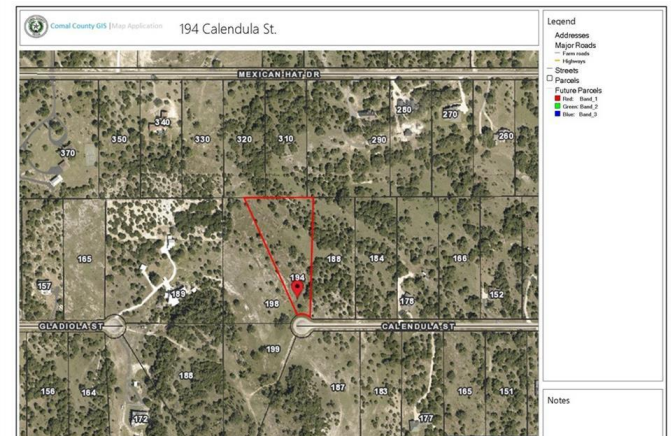 Comal County GIS | Map Application
194 Calendula St.
Legend
Addresses
Major Roads
Farm roads
Highways
Streets
Parcels
Future Parcels
Red: Band_1
Green: Band_2
Blue: Band_3
MEXICAN HAT DR
340
280
270
370
350
330
320
310
290
260
165
188
184
166
157
189
194
198
178
152
GLADIOLA ST
CALENDULA ST
199
156
164
188
187
183
165
151
172
177
Notes